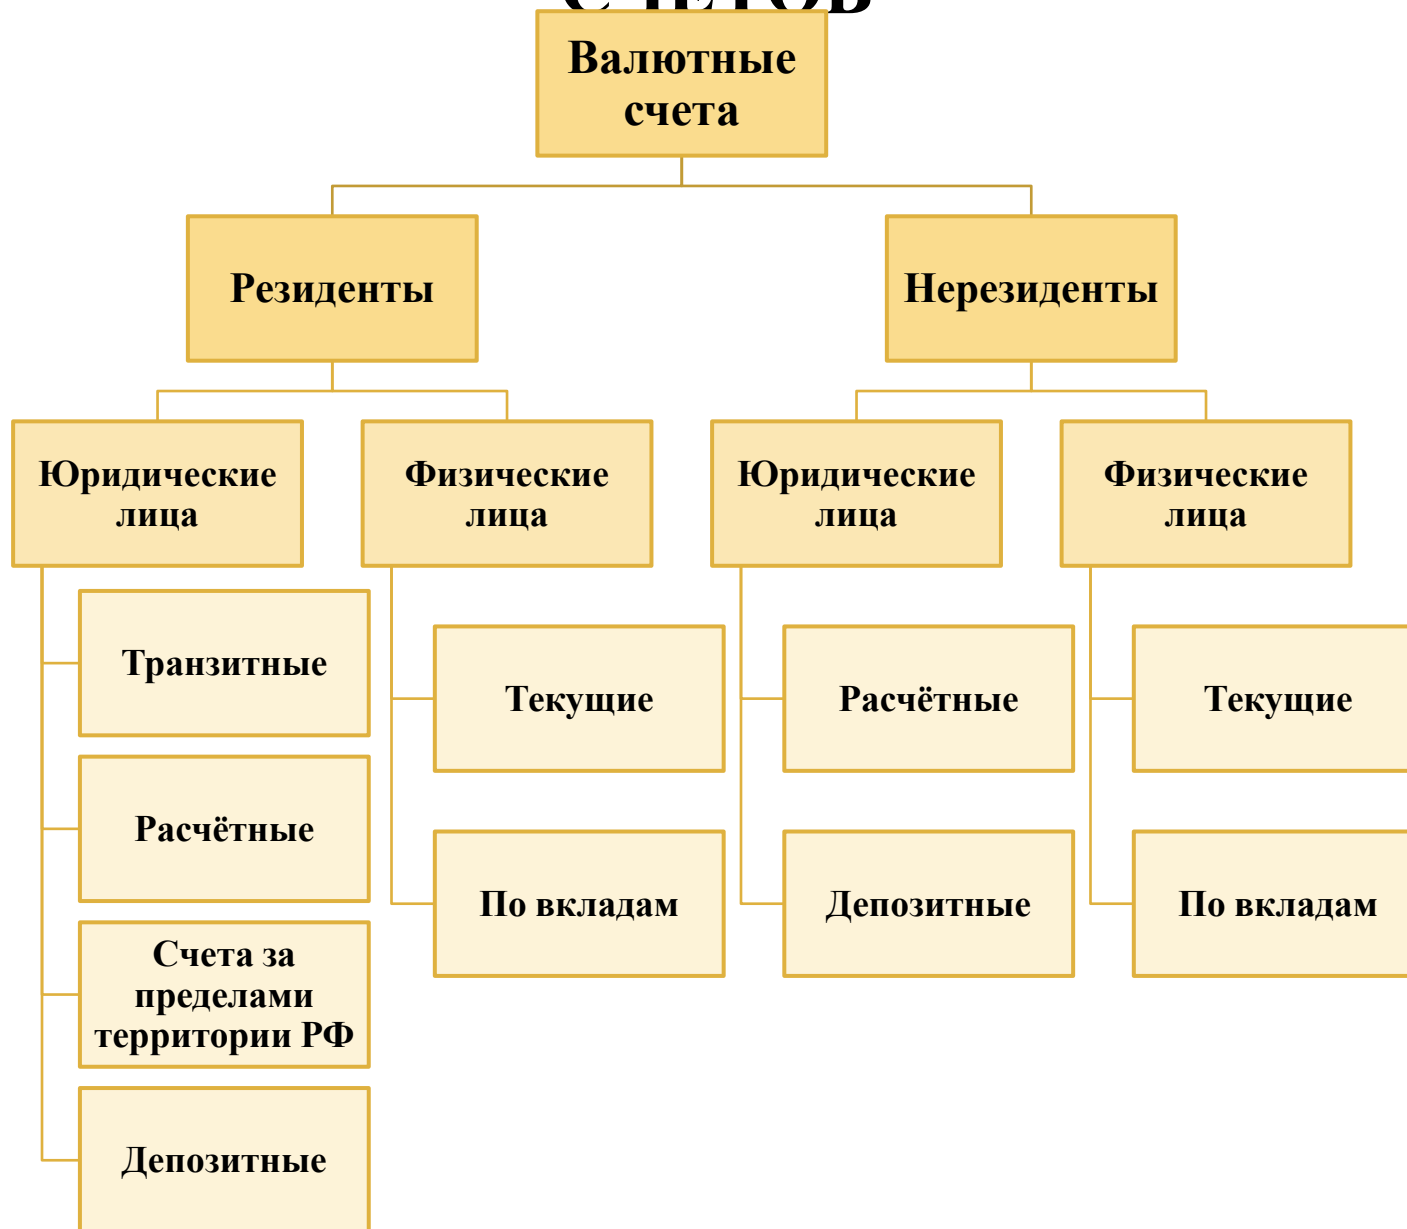 СЧЕТОВ
Валютные
счета
Резиденты
Нерезиденты
Юридические
лица
Физические
лица
Юридические
лица
Физические
лица
Транзитные
Расчётные
Счета за
пределами
территории РФ
Депозитные
Текущие
По вкладам
Расчётные
Депозитные
Текущие
По вкладам